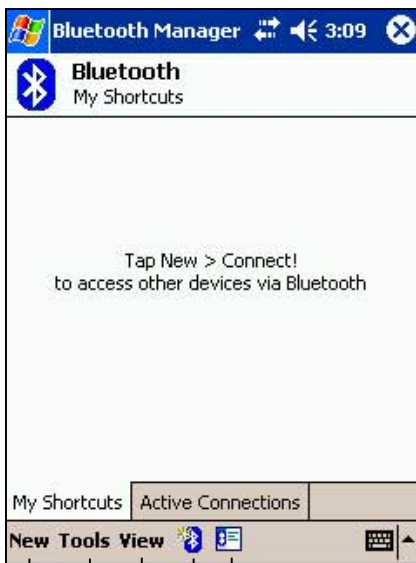 Bluetooth Manager 3:09
Bluetooth
My Shortcuts
Tap New > Connect!
to access other devices via Bluetooth
My Shortcuts Active Connections
New Tools View